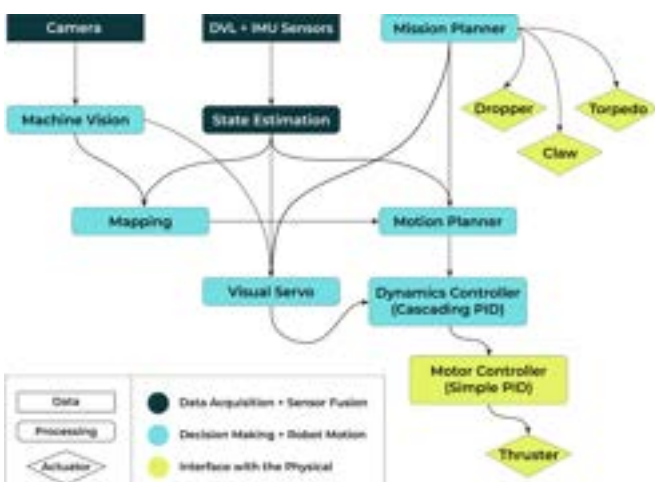 Camera
DVL + IMU Sensors
Mission Planner
Dropper
Torpedo
Claw
Machine Vision
State Estimation
Mapping
Motion Planner
Visual Servo
Dynamics Controller
(Cascading PID)
Motor Controller
(Simple PID)
Thruster
Data
Processing
Actuator
Data Acquisition + Sensor Fusion
Decision Making + Robot Motion
Interface with the Physical